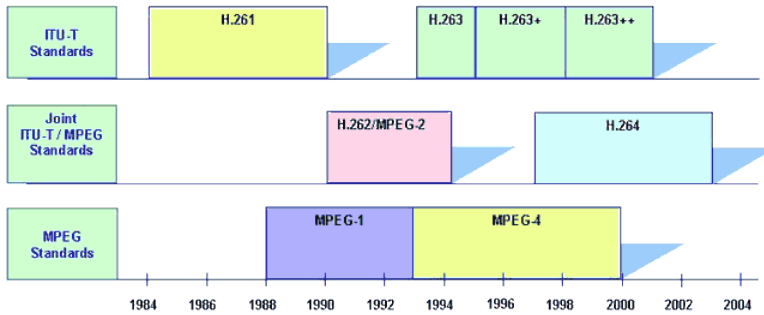 ITU-T
Standards
H.261
H.263
H.263+
H.263++
Joint
ITU-T / MPEG
Standards
H.262/MPEG-2
H.264
MPEG
Standards
MPEG-1
MPEG-4
1984 1986 1988 1990 1992 1994 1996 1998 2000 2002 2004